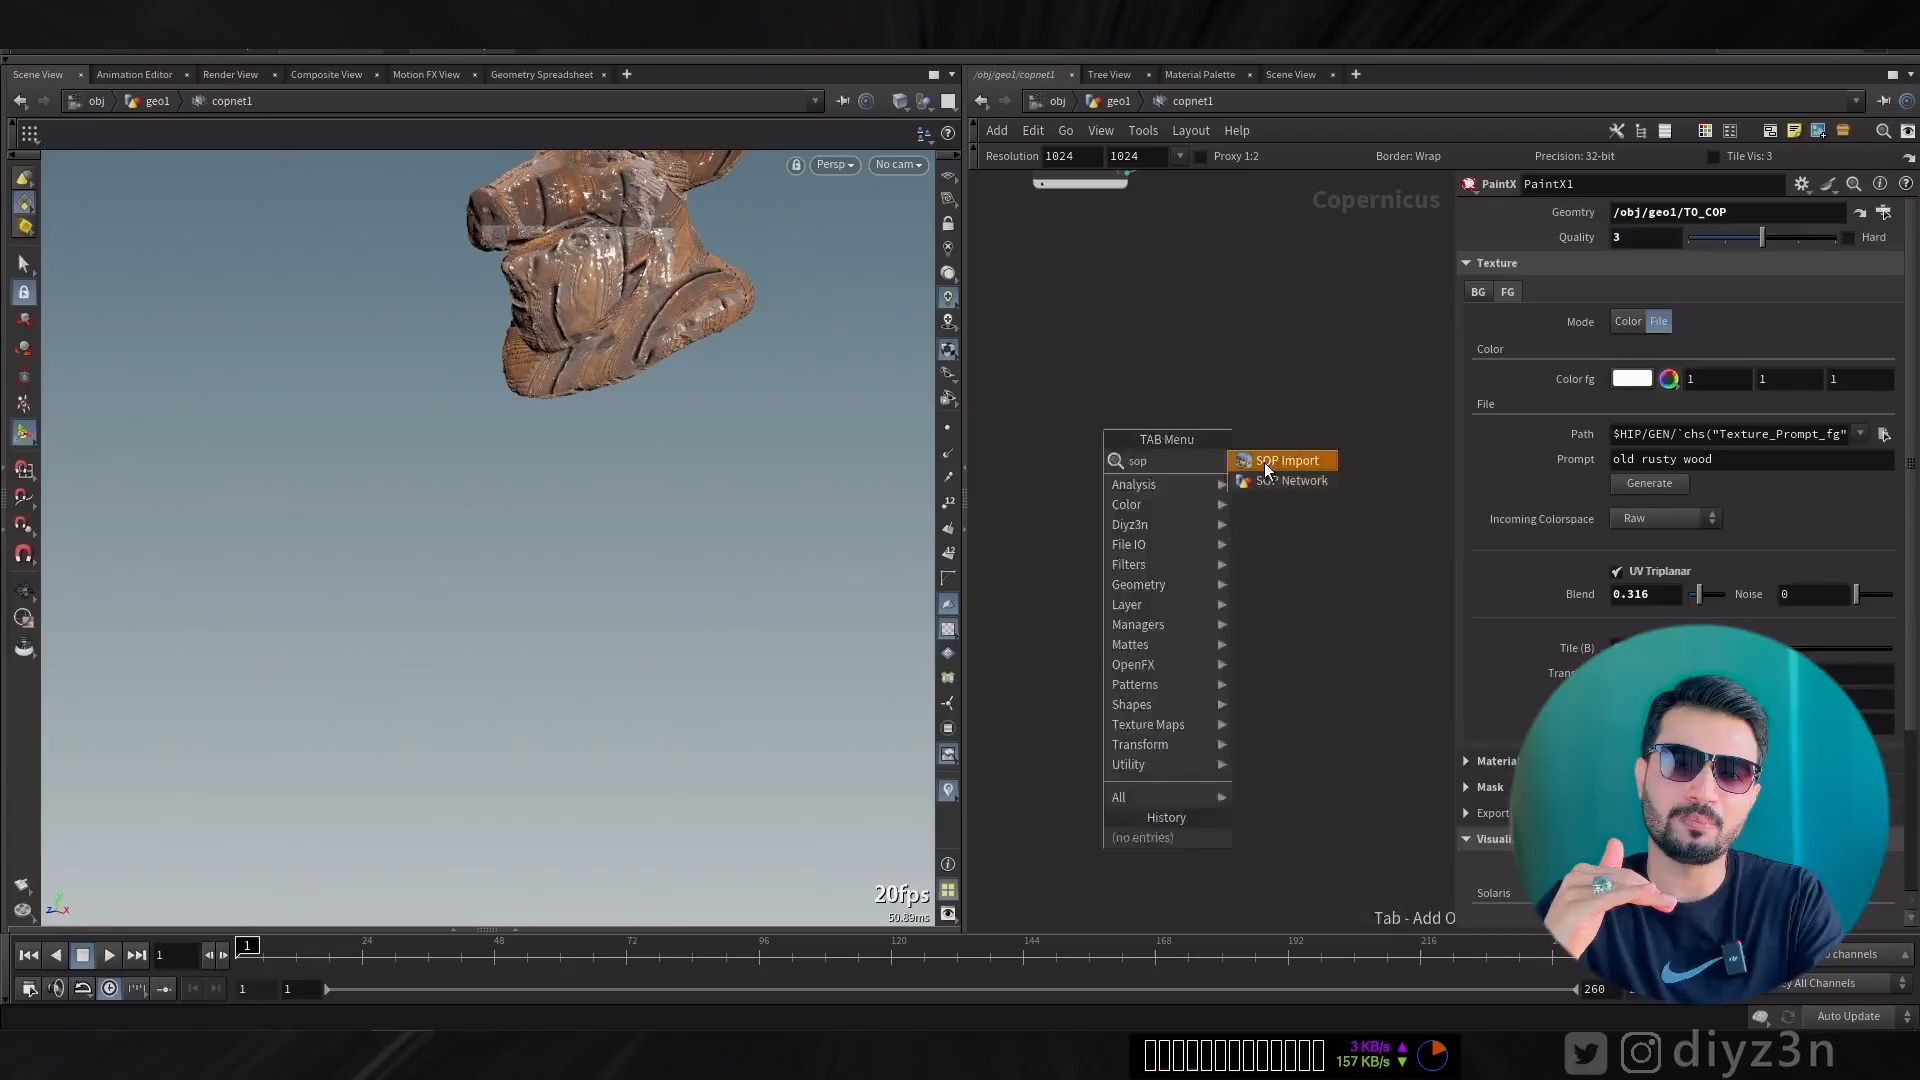 Scene View × Animation Editor × Render View × Composite View × Motion FX View × Geometry Spreadsheet × +
obj geo1 copnet1
Persp No cam
20fps
50.89ms
/obj/geo1/copnet1 × Tree View × Material Palette × Scene View × +
obj geo1 copnet1
Add Edit Go View Tools Layout Help
Resolution 1024 1024 Proxy 1:2 Border: Wrap Precision: 32-bit Tile Vis: 3
Copernicus
TAB Menu
sop
Analysis
Color
Diyz3n
File IO
Filters
Geometry
Layer
Managers
Mattes
OpenFX
Patterns
Shapes
Texture Maps
Transform
Utility
All
History
(no entries)
SOP Import
SOP Network
Tab - Add O
PaintX PaintX1
Geomtry /obj/geo1/TO_COP
Quality 3 Hard
Texture
BG FG
Mode Color File
Color
Color fg 1 1 1
File
Path $HIP/GEN/`chs("Texture_Prompt_fg"
Prompt old rusty wood
Generate
Incoming Colorspace Raw
UV Triplanar
Blend 0.316 Noise 0
Tile (B)
Trans
Material
Mask
Export
Visuali
Solaris
1 1 24 48 72 96 120 144 168 192 216
0 channels
1 1 260
Key All Channels
Auto Update
3 KB/s
157 KB/s
diyz3n